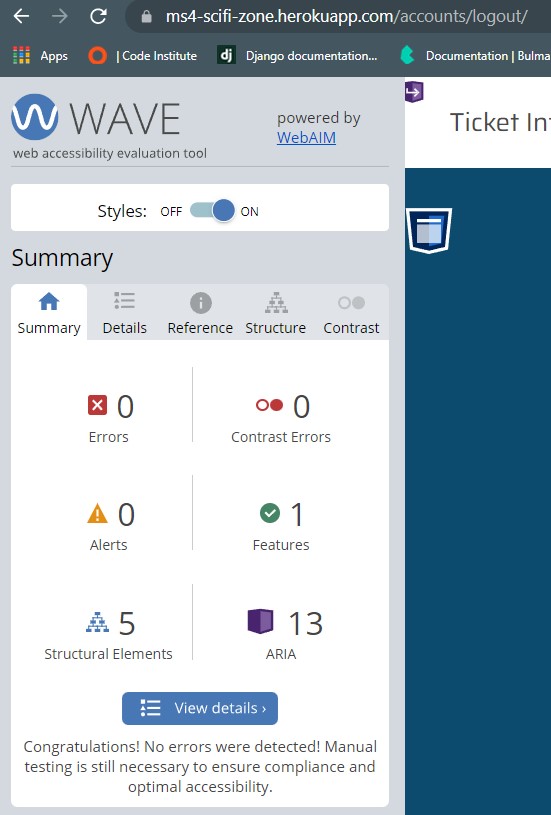 ms4-scifi-zone.herokuapp.com/accounts/logout/
Apps | Code Institute dj Django documentation... Documentation | Bulma
WAVE
web accessibility evaluation tool
powered by
WebAIM
Ticket In
Styles: OFF ON
Summary
Summary Details Reference Structure Contrast
0 0
Errors Contrast Errors
0 1
Alerts Features
5 13
Structural Elements ARIA
View details ›
Congratulations! No errors were detected! Manual
testing is still necessary to ensure compliance and
optimal accessibility.